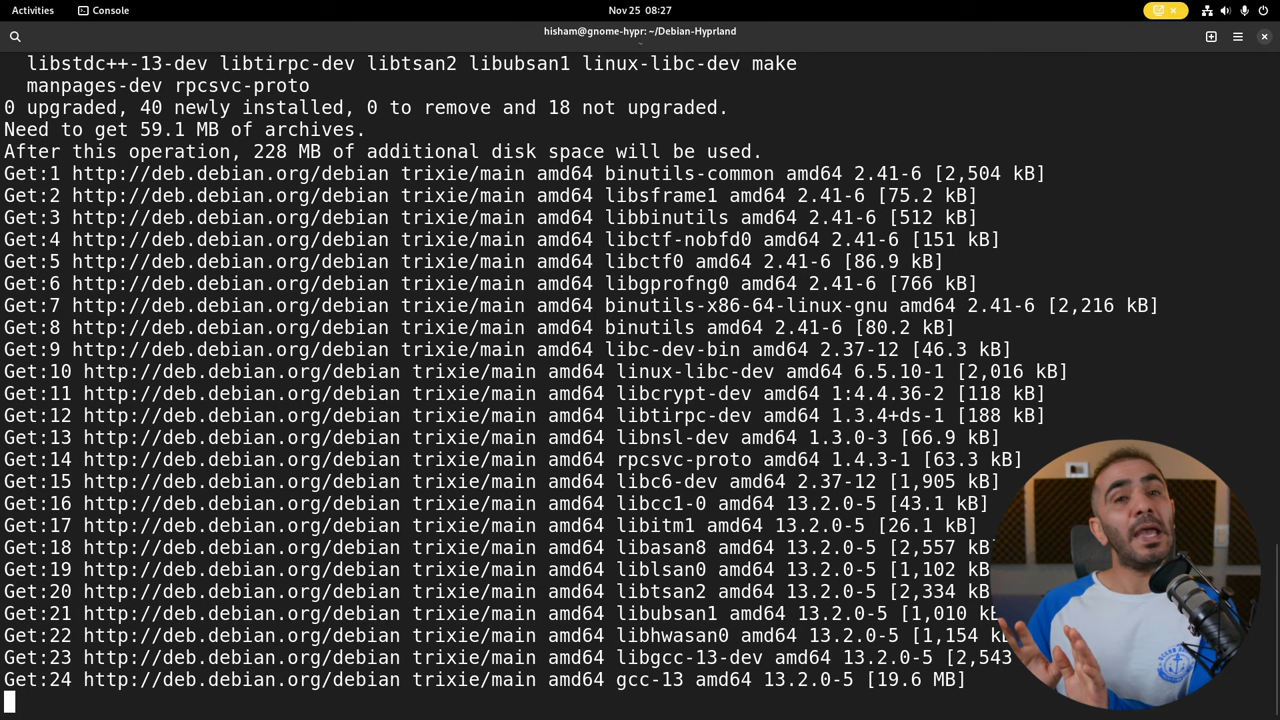 Activities
Console
Nov 25 08:27
hisham@gnome-hypr: ~/Debian-Hyprland
~
libstdc++-13-dev libtirpc-dev libtsan2 libubsan1 linux-libc-dev make
manpages-dev rpcsvc-proto
0 upgraded, 40 newly installed, 0 to remove and 18 not upgraded.
Need to get 59.1 MB of archives.
After this operation, 228 MB of additional disk space will be used.
Get:1 http://deb.debian.org/debian trixie/main amd64 binutils-common amd64 2.41-6 [2,504 kB]
Get:2 http://deb.debian.org/debian trixie/main amd64 libsframe1 amd64 2.41-6 [75.2 kB]
Get:3 http://deb.debian.org/debian trixie/main amd64 libbinutils amd64 2.41-6 [512 kB]
Get:4 http://deb.debian.org/debian trixie/main amd64 libctf-nobfd0 amd64 2.41-6 [151 kB]
Get:5 http://deb.debian.org/debian trixie/main amd64 libctf0 amd64 2.41-6 [86.9 kB]
Get:6 http://deb.debian.org/debian trixie/main amd64 libgprofng0 amd64 2.41-6 [766 kB]
Get:7 http://deb.debian.org/debian trixie/main amd64 binutils-x86-64-linux-gnu amd64 2.41-6 [2,216 kB]
Get:8 http://deb.debian.org/debian trixie/main amd64 binutils amd64 2.41-6 [80.2 kB]
Get:9 http://deb.debian.org/debian trixie/main amd64 libc-dev-bin amd64 2.37-12 [46.3 kB]
Get:10 http://deb.debian.org/debian trixie/main amd64 linux-libc-dev amd64 6.5.10-1 [2,016 kB]
Get:11 http://deb.debian.org/debian trixie/main amd64 libcrypt-dev amd64 1:4.4.36-2 [118 kB]
Get:12 http://deb.debian.org/debian trixie/main amd64 libtirpc-dev amd64 1.3.4+ds-1 [188 kB]
Get:13 http://deb.debian.org/debian trixie/main amd64 libnsl-dev amd64 1.3.0-3 [66.9 kB]
Get:14 http://deb.debian.org/debian trixie/main amd64 rpcsvc-proto amd64 1.4.3-1 [63.3 kB]
Get:15 http://deb.debian.org/debian trixie/main amd64 libc6-dev amd64 2.37-12 [1,905 kB]
Get:16 http://deb.debian.org/debian trixie/main amd64 libcc1-0 amd64 13.2.0-5 [43.1 kB]
Get:17 http://deb.debian.org/debian trixie/main amd64 libitm1 amd64 13.2.0-5 [26.1 kB]
Get:18 http://deb.debian.org/debian trixie/main amd64 libasan8 amd64 13.2.0-5 [2,557 kB]
Get:19 http://deb.debian.org/debian trixie/main amd64 liblsan0 amd64 13.2.0-5 [1,102 kB
Get:20 http://deb.debian.org/debian trixie/main amd64 libtsan2 amd64 13.2.0-5 [2,334 kB
Get:21 http://deb.debian.org/debian trixie/main amd64 libubsan1 amd64 13.2.0-5 [1,010 kB
Get:22 http://deb.debian.org/debian trixie/main amd64 libhwasan0 amd64 13.2.0-5 [1,154 kB
Get:23 http://deb.debian.org/debian trixie/main amd64 libgcc-13-dev amd64 13.2.0-5 [2,543
Get:24 http://deb.debian.org/debian trixie/main amd64 gcc-13 amd64 13.2.0-5 [19.6 MB]